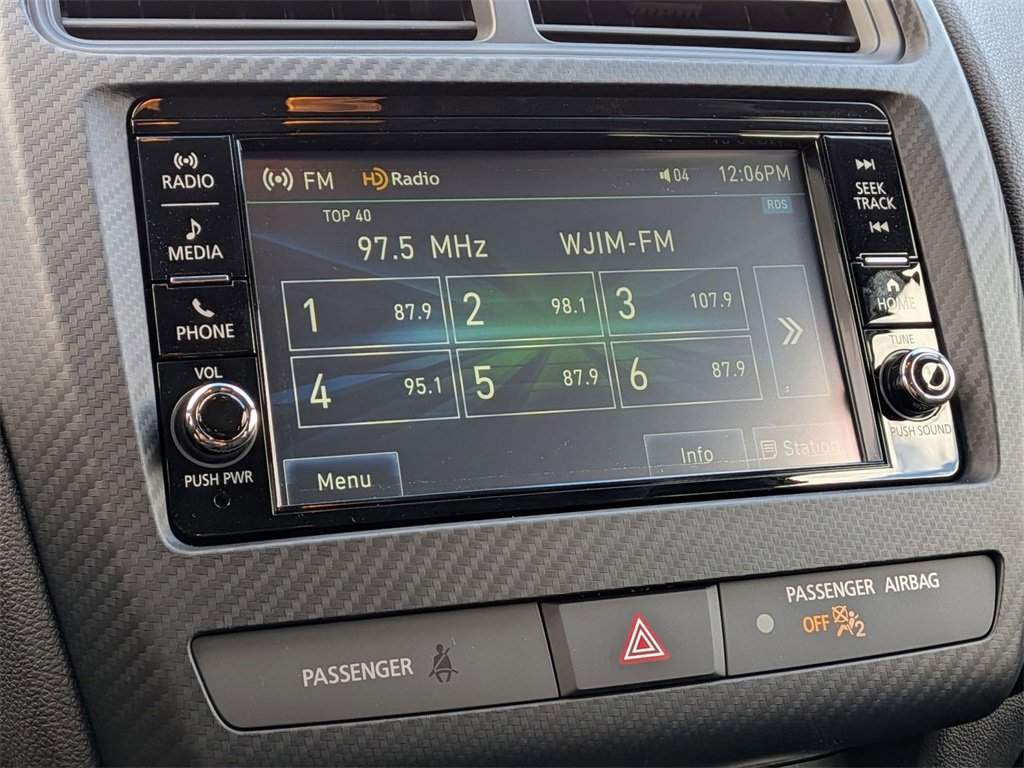 RADIO
MEDIA
PHONE
VOL
PUSH PWR
FM HD Radio 04 12:06PM
RDS
TOP 40
97.5 MHz WJIM-FM
1 87.9 2 98.1 3 107.9
4 95.1 5 87.9 6 87.9
Menu Info Station
SEEK
TRACK
HOME
TUNE
PUSH SOUND
PASSENGER
PASSENGER AIRBAG
OFF 2